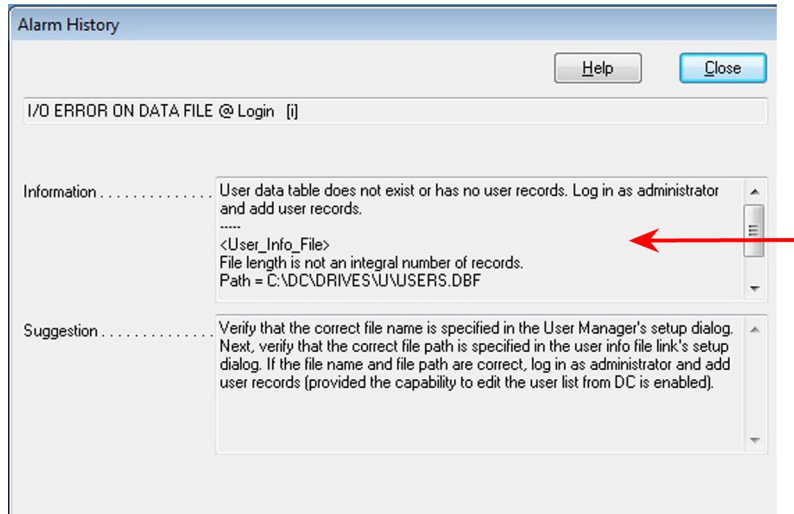 Alarm History
Help
Close
I/O ERROR ON DATA FILE @ Login [i]
Information . . . . . . . . . . . . . .
User data table does not exist or has no user records. Log in as administrator
and add user records.
-----
<User_Info_File>
File length is not an integral number of records.
Path = C:\DC\DRIVES\U\USERS.DBF
Suggestion . . . . . . . . . . . . . .
Verify that the correct file name is specified in the User Manager's setup dialog.
Next, verify that the correct file path is specified in the user info file link's setup
dialog. If the file name and file path are correct, log in as administrator and add
user records (provided the capability to edit the user list from DC is enabled).